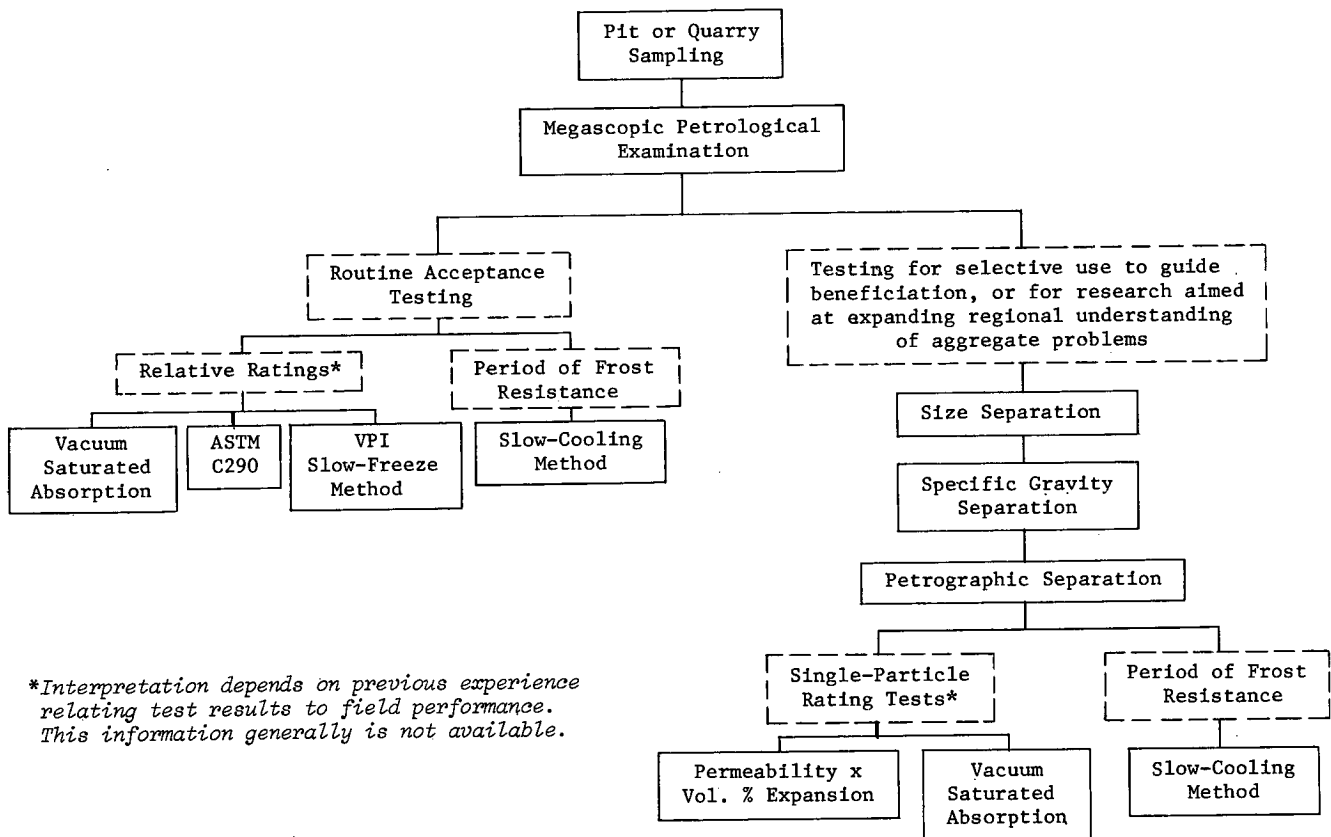 Pit or Quarry
Sampling
Megascopic Petrological
Examination
Routine Acceptance
Testing
Testing for selective use to guide
beneficiation, or for research aimed
at expanding regional understanding
of aggregate problems
Relative Ratings*
Period of Frost
Resistance
Vacuum
Saturated
Absorption
ASTM
C290
VPI
Slow-Freeze
Method
Slow-Cooling
Method
Size Separation
Specific Gravity
Separation
Petrographic Separation
Single-Particle
Rating Tests*
Period of Frost
Resistance
Permeability x
Vol. % Expansion
Vacuum
Saturated
Absorption
Slow-Cooling
Method
*Interpretation depends on previous experience
relating test results to field performance.
This information generally is not available.